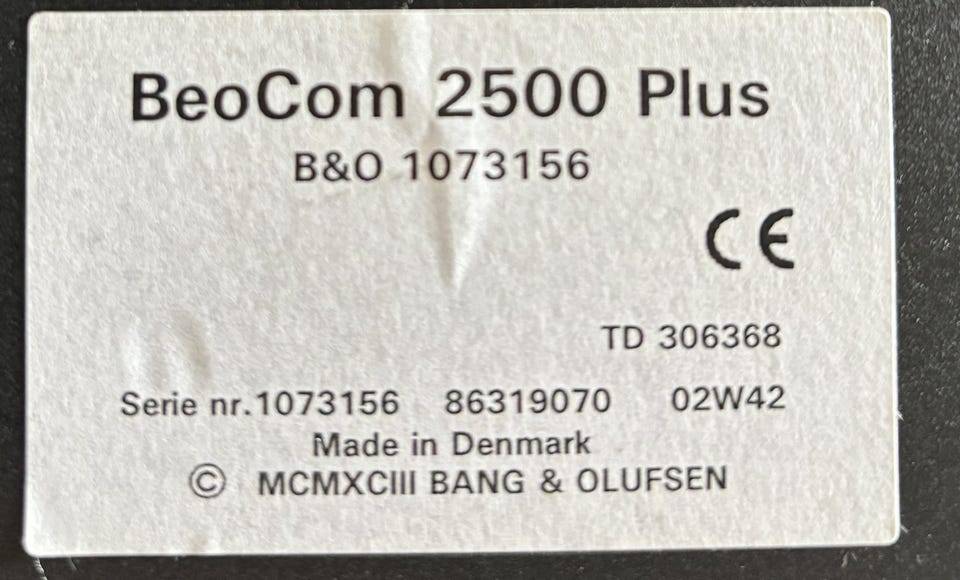 BeoCom 2500 Plus
B&O 1073156
CE
TD 306368
Serie nr.1073156 86319070 02W42
Made in Denmark
© MCMXCIII BANG & OLUFSEN